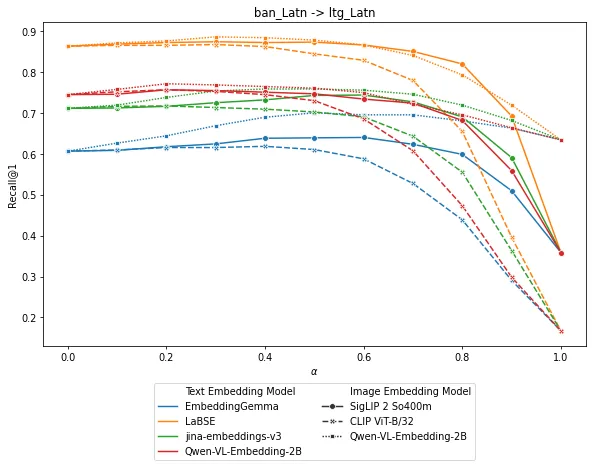 ban_Latn -> ltg_Latn
Recall@1
0.9
0.8
0.7
0.6
0.5
0.4
0.3
0.2
0.0 0.2 0.4 0.6 0.8 1.0
α
Text Embedding Model Image Embedding Model
EmbeddingGemma SigLIP 2 So400m
LaBSE CLIP ViT-B/32
jina-embeddings-v3 Qwen-VL-Embedding-2B
Qwen-VL-Embedding-2B